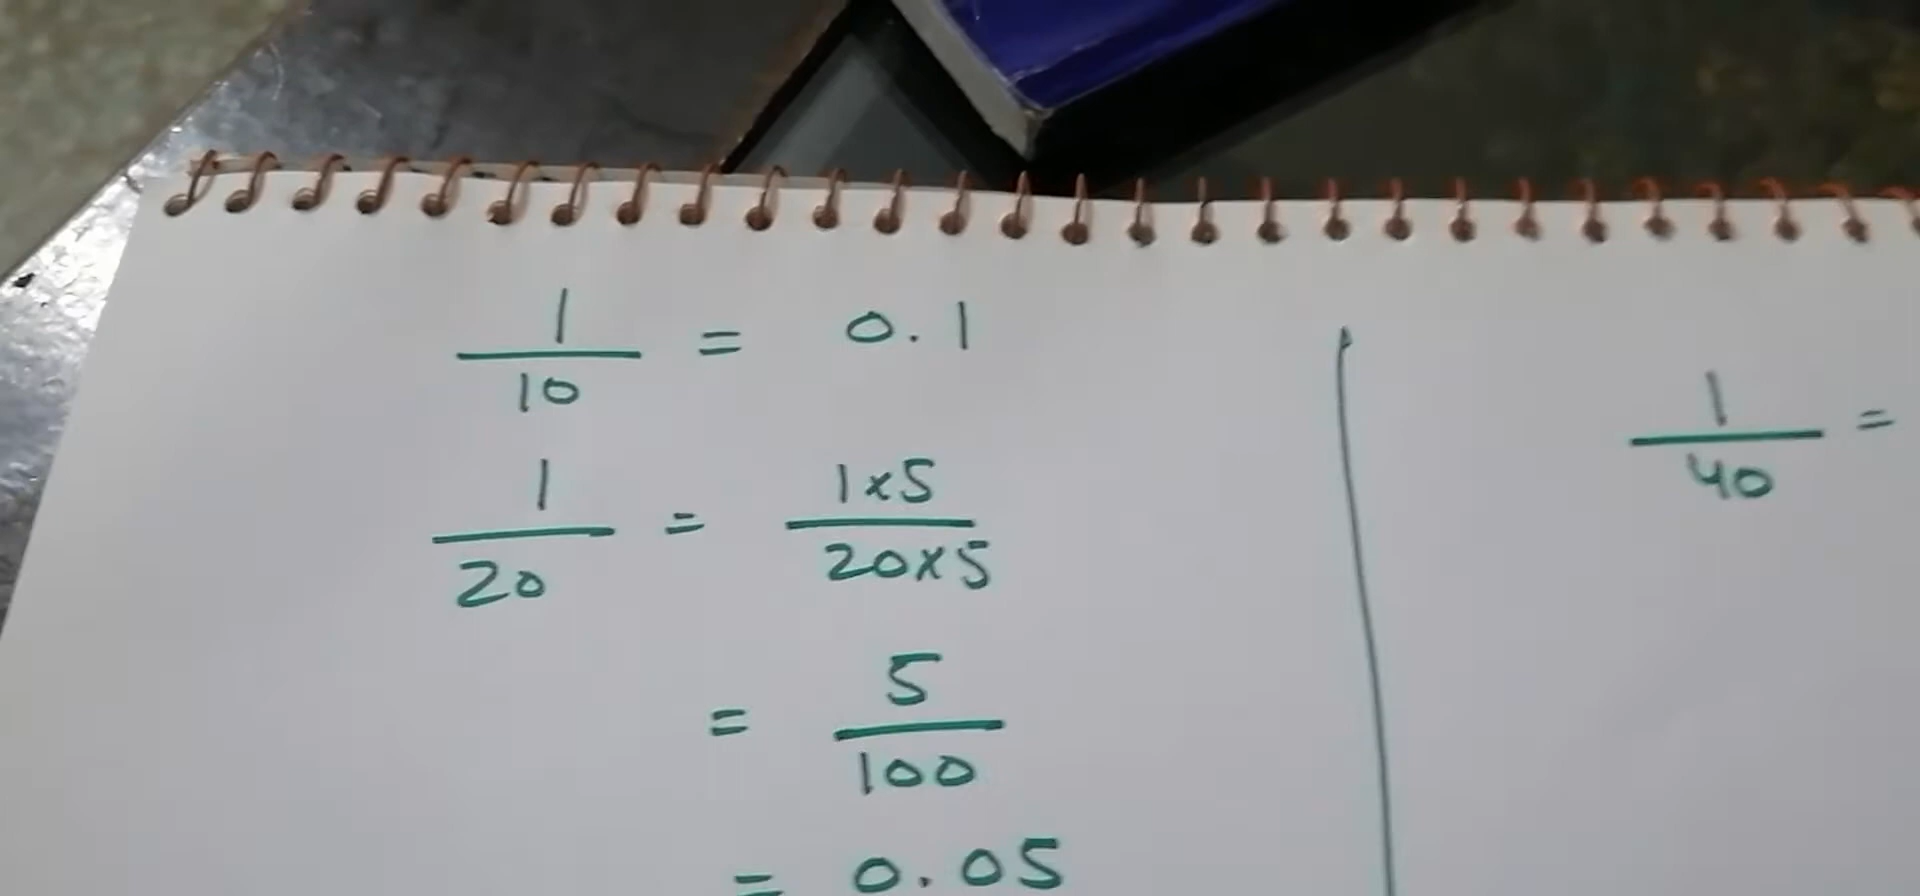 1/10 = 0.1
1/20 = 1×5/20×5
= 5/100
= 0.05
1/40 =